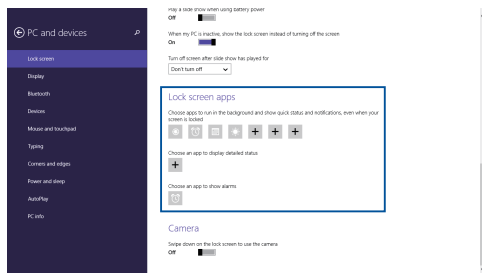 Play a slide show when using battery power
Off
PC and devices
When my PC is inactive, show the lock screen instead of turning off the screen
On
Lock screen
Turn off screen after slide show has played for
Don't turn off
Display
Bluetooth
Devices
Mouse and touchpad
Typing
Corners and edges
Power and sleep
AutoPlay
PC info
Lock screen apps
Choose apps to run in the background and show quick status and notifications, even when your
screen is locked
Choose an app to display detailed status
Choose an app to show alarms
Camera
Swipe down on the lock screen to use the camera
Off